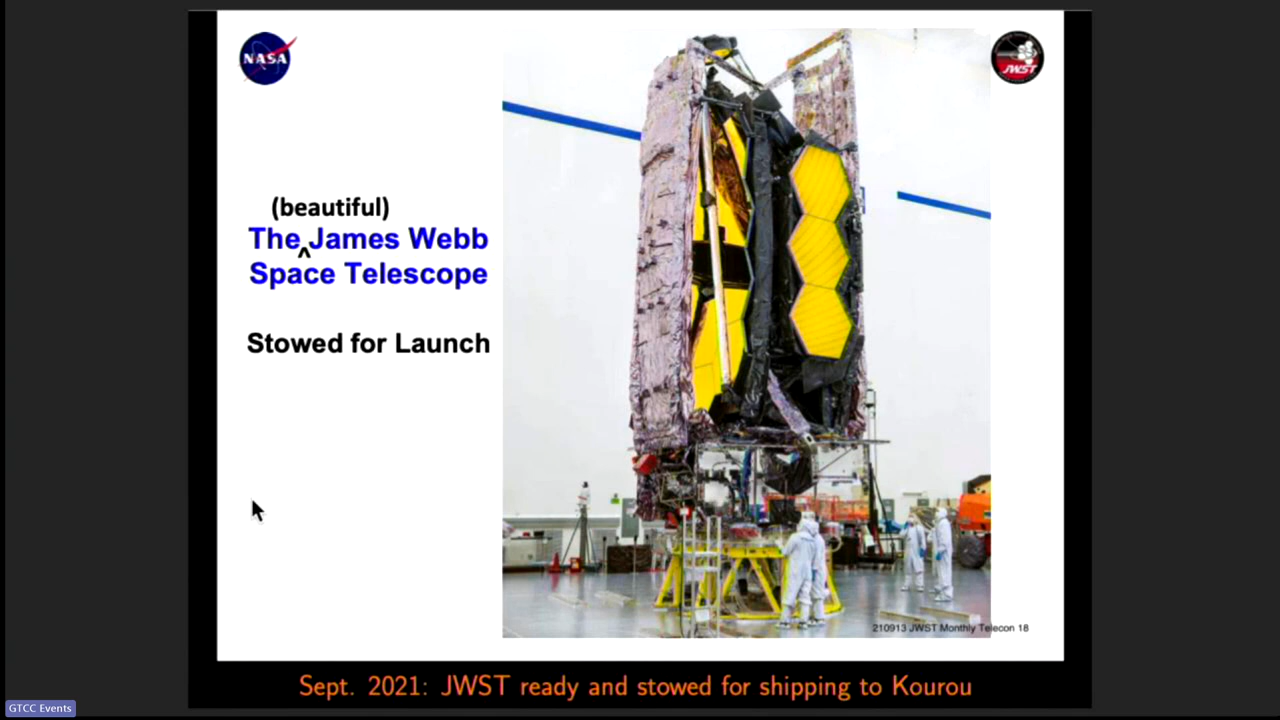 NASA
JWST
(beautiful)
The ^ James Webb
Space Telescope
Stowed for Launch
210913 JWST Monthly Telecon 18
Sept. 2021: JWST ready and stowed for shipping to Kourou
GTCC Events